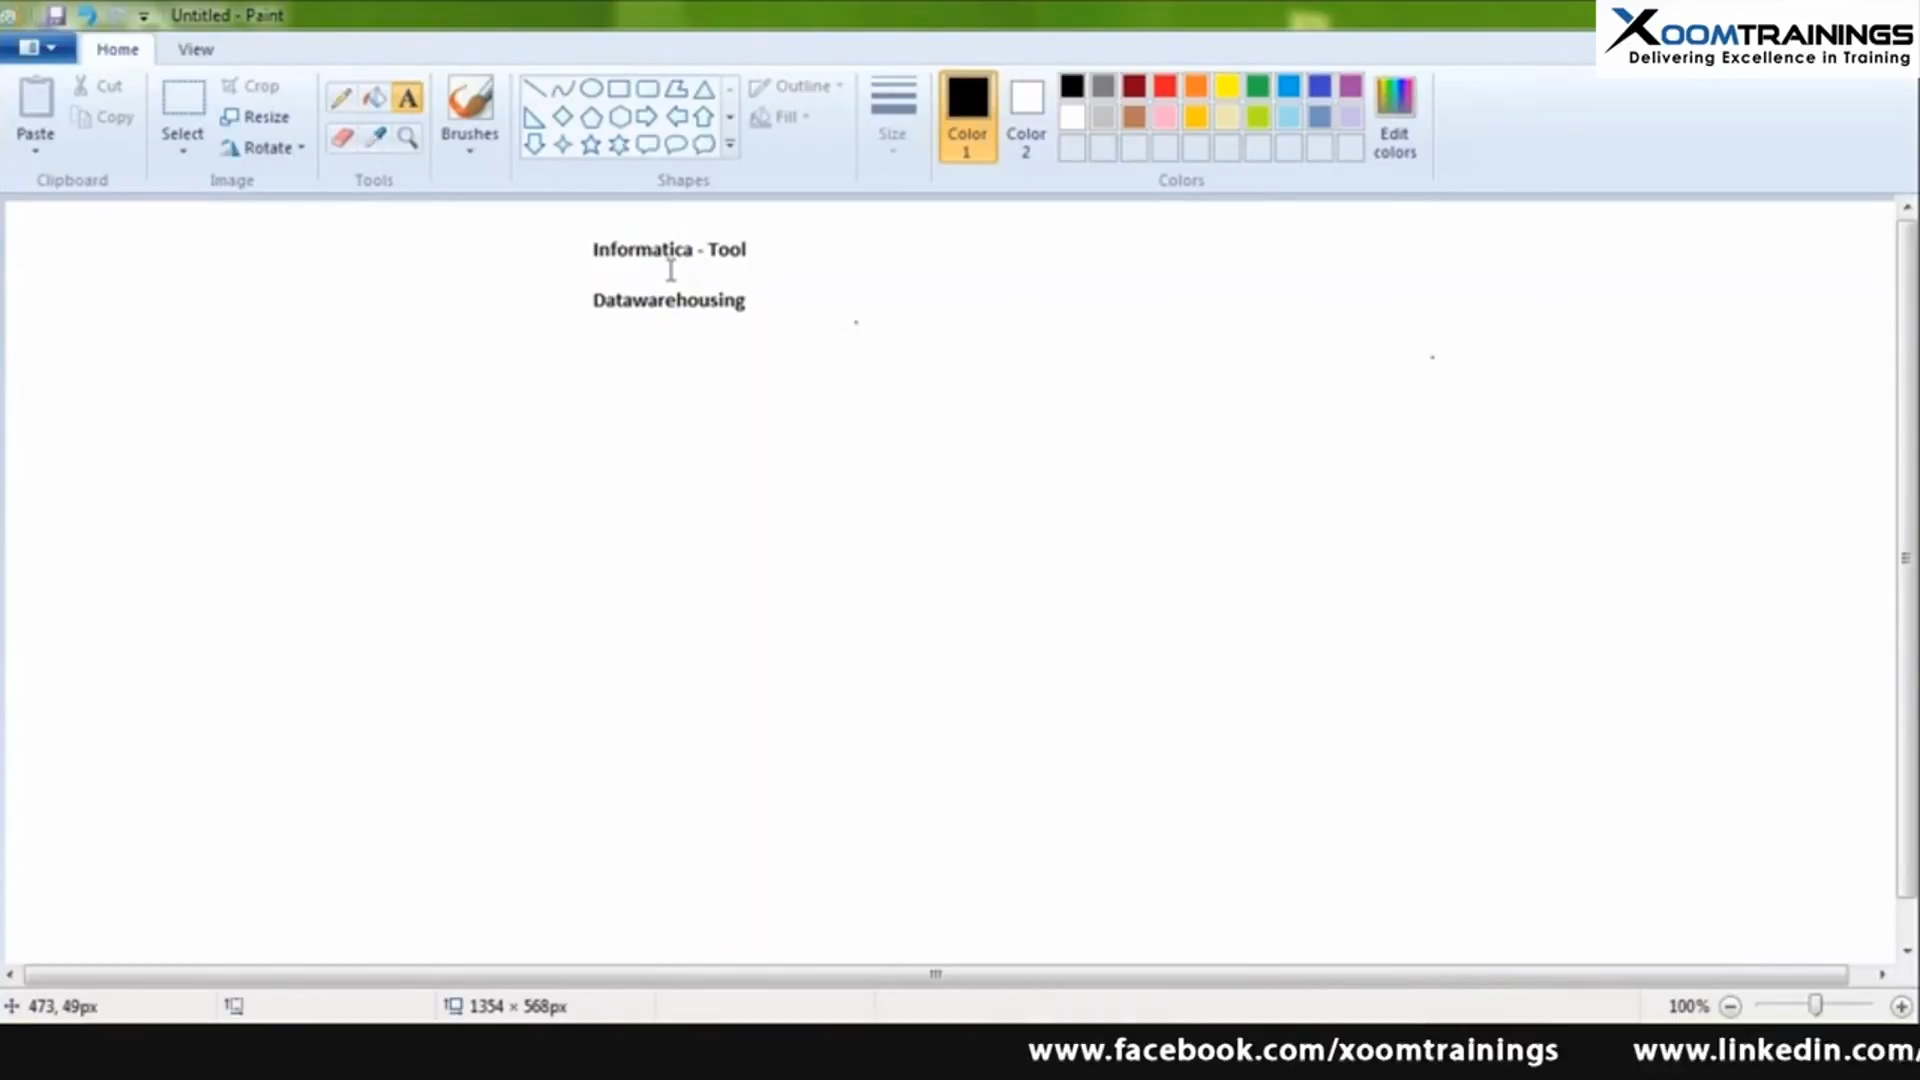 Untitled - Paint
XOOMTRAININGS
Delivering Excellence in Training
Home View
Paste
Cut
Copy
Clipboard
Select
Crop
Resize
Rotate
Image
A
Tools
Brushes
Shapes
Outline
Fill
Size
Color 1
Color 2
Edit colors
Colors
Informatica - Tool
Datawarehousing
473, 49px
1354 × 568px
100%
www.facebook.com/xoomtrainings www.linkedin.com/